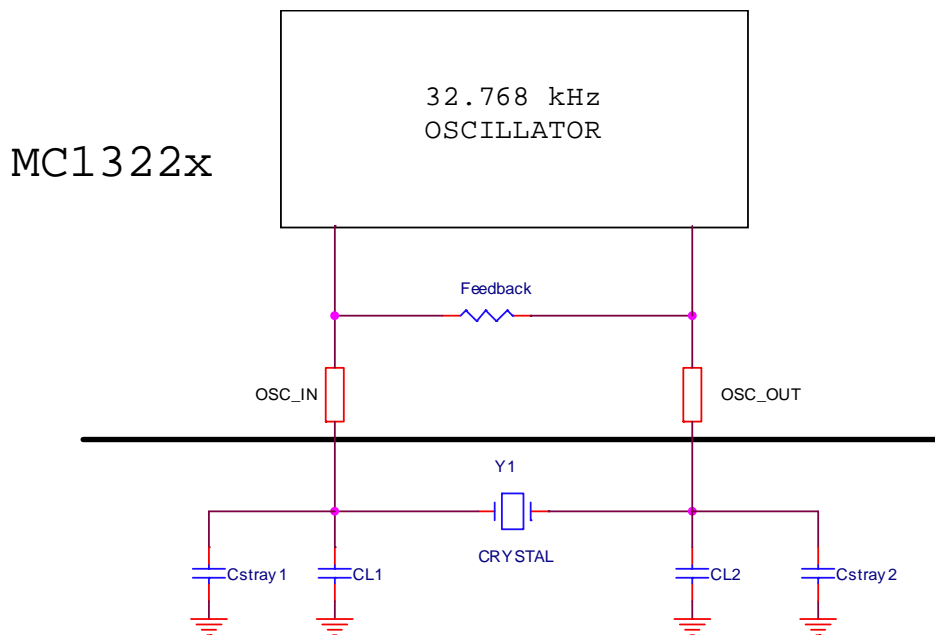 32.768 kHz
OSCILLATOR
MC1322x
Feedback
OSC_IN
OSC_OUT
Y1
CRYSTAL
Cstray1
CL1
CL2
Cstray2